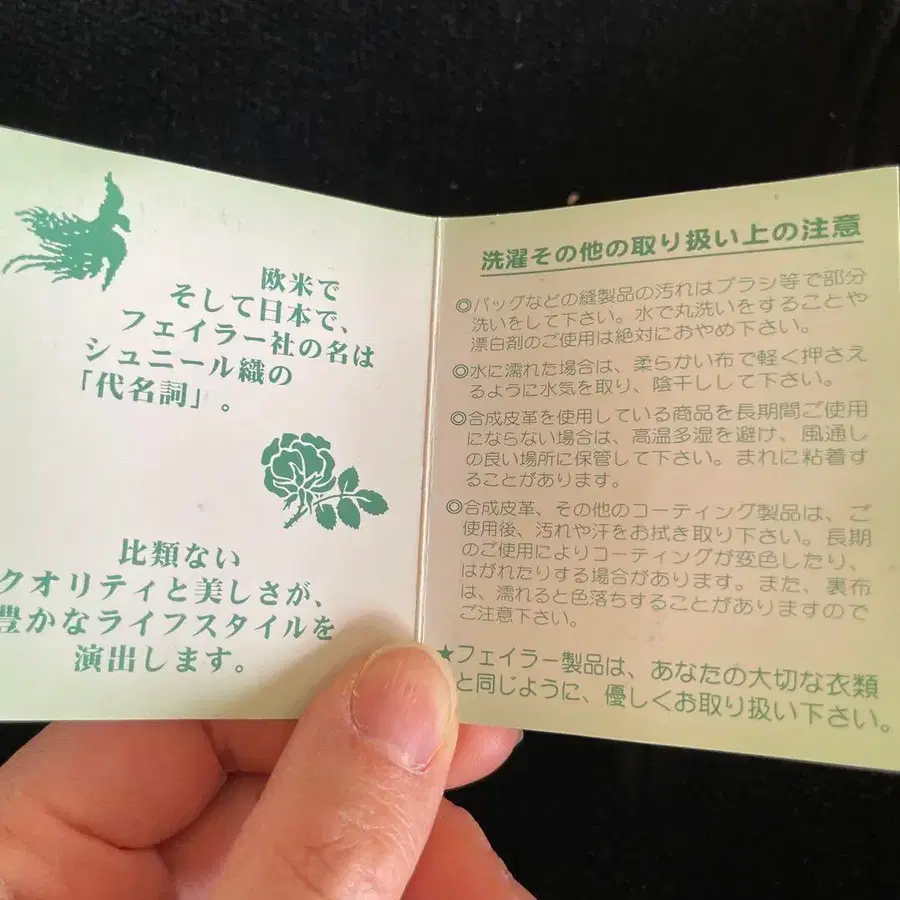 欧米で
そして日本で、
フェイラー社の名は
シュニール織の
「代名詞」。
比類ない
クオリティと美しさが、
豊かなライフスタイルを
演出します。
洗濯その他の取り扱い上の注意
◎バッグなどの縫製品の汚れはブラシ等で部分
洗いをして下さい。水で丸洗いをすることや
漂白剤のご使用は絶対におやめ下さい。
◎水に濡れた場合は、柔らかい布で軽く押さえ
るように水気を取り、陰干しして下さい。
◎合成皮革を使用している商品を長期間ご使用
にならない場合は、高温多湿を避け、風通し
の良い場所に保管して下さい。まれに粘着す
ることがあります。
◎合成皮革、その他のコーティング製品は、ご
使用後、汚れや汗をお拭き取り下さい。長期
のご使用によりコーティングが変色したり、
はがれたりする場合があります。また、裏布
は、濡れると色落ちすることがありますので
ご注意下さい。
★フェイラー製品は、あなたの大切な衣類
と同じように、優しくお取り扱い下さい。